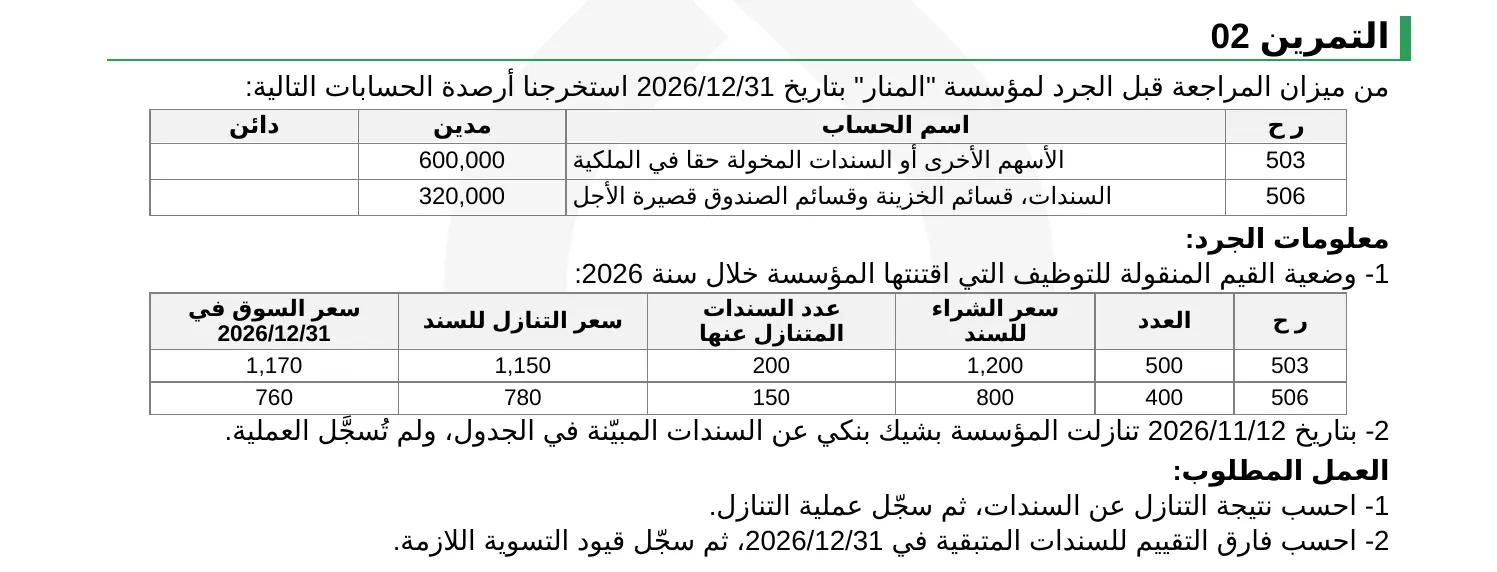 التمرين 02
من ميزان المراجعة قبل الجرد لمؤسسة "المنار" بتاريخ 2026/12/31 استخرجنا أرصدة الحسابات التالية:
ر ح اسم الحساب مدين دائن
503 الأسهم الأخرى أو السندات المخولة حقا في الملكية 600,000
506 السندات، قسائم الخزينة وقسائم الصندوق قصيرة الأجل 320,000
معلومات الجرد:
1- وضعية القيم المنقولة للتوظيف التي اقتنتها المؤسسة خلال سنة 2026:
ر ح العدد سعر الشراء للسند عدد السندات المتنازل عنها سعر التنازل للسند سعر السوق في 2026/12/31
503 500 1,200 200 1,150 1,170
506 400 800 150 780 760
2- بتاريخ 2026/11/12 تنازلت المؤسسة بشيك بنكي عن السندات المبيّنة في الجدول، ولم تُسجَّل العملية.
العمل المطلوب:
1- احسب نتيجة التنازل عن السندات، ثم سجّل عملية التنازل.
2- احسب فارق التقييم للسندات المتبقية في 2026/12/31، ثم سجّل قيود التسوية اللازمة.